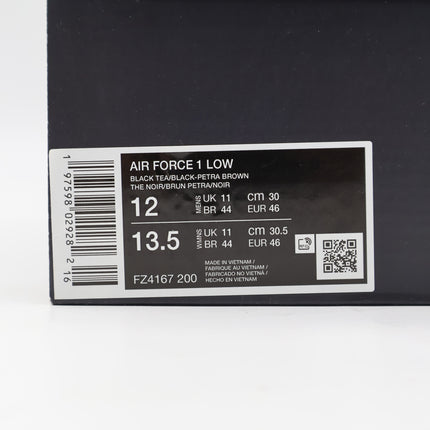 AIR FORCE 1 LOW
BLACK TEA/BLACK-PETRA BROWN
THE NOIR/BRUN PETRA/NOIR
12 MENS UK 11 cm 30
BR 44 EUR 46
13.5 WMNS UK 11 cm 30.5
BR 44 EUR 46
MADE IN VIETNAM /
FABRIQUE AU VIETNAM /
FABRICADO NO VIETNÃ /
HECHO EN VIETNAM
FZ4167 200
1 97598 02928 2 16